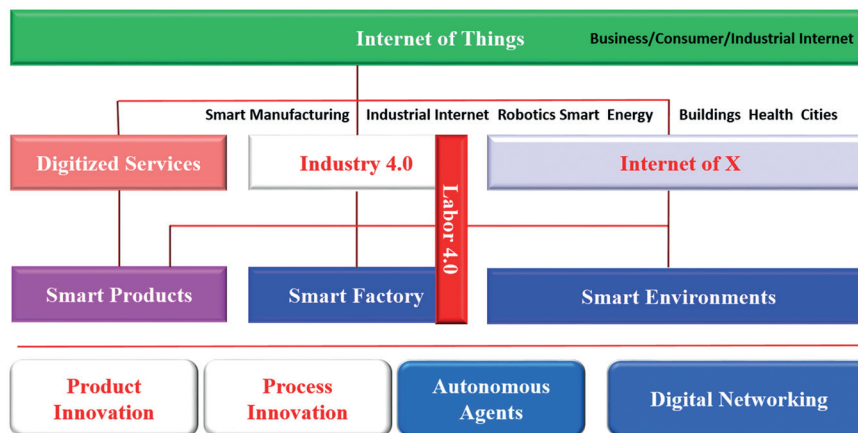 Internet of Things
Business/Consumer/Industrial Internet
Smart Manufacturing Industrial Internet Robotics Smart Energy Buildings Health Cities
Digitized Services
Industry 4.0
Labor 4.0
Internet of X
Smart Products
Smart Factory
Smart Environments
Product
Innovation
Process
Innovation
Autonomous
Agents
Digital Networking